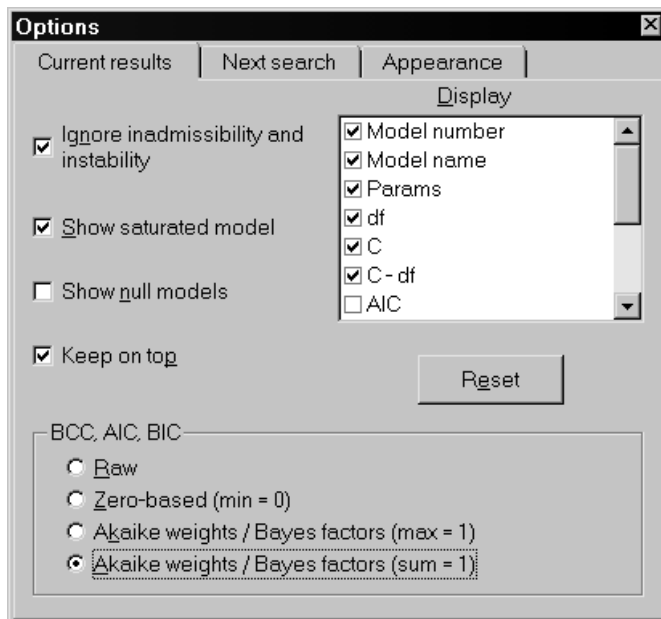 Options
Current results
Next search
Appearance
Display
Ignore inadmissibility and
instability
Show saturated model
Show null models
Keep on top
Model number
Model name
Params
df
C
C - df
AIC
Reset
BCC, AIC, BIC
Raw
Zero-based (min = 0)
Akaike weights / Bayes factors (max = 1)
Akaike weights / Bayes factors (sum = 1)